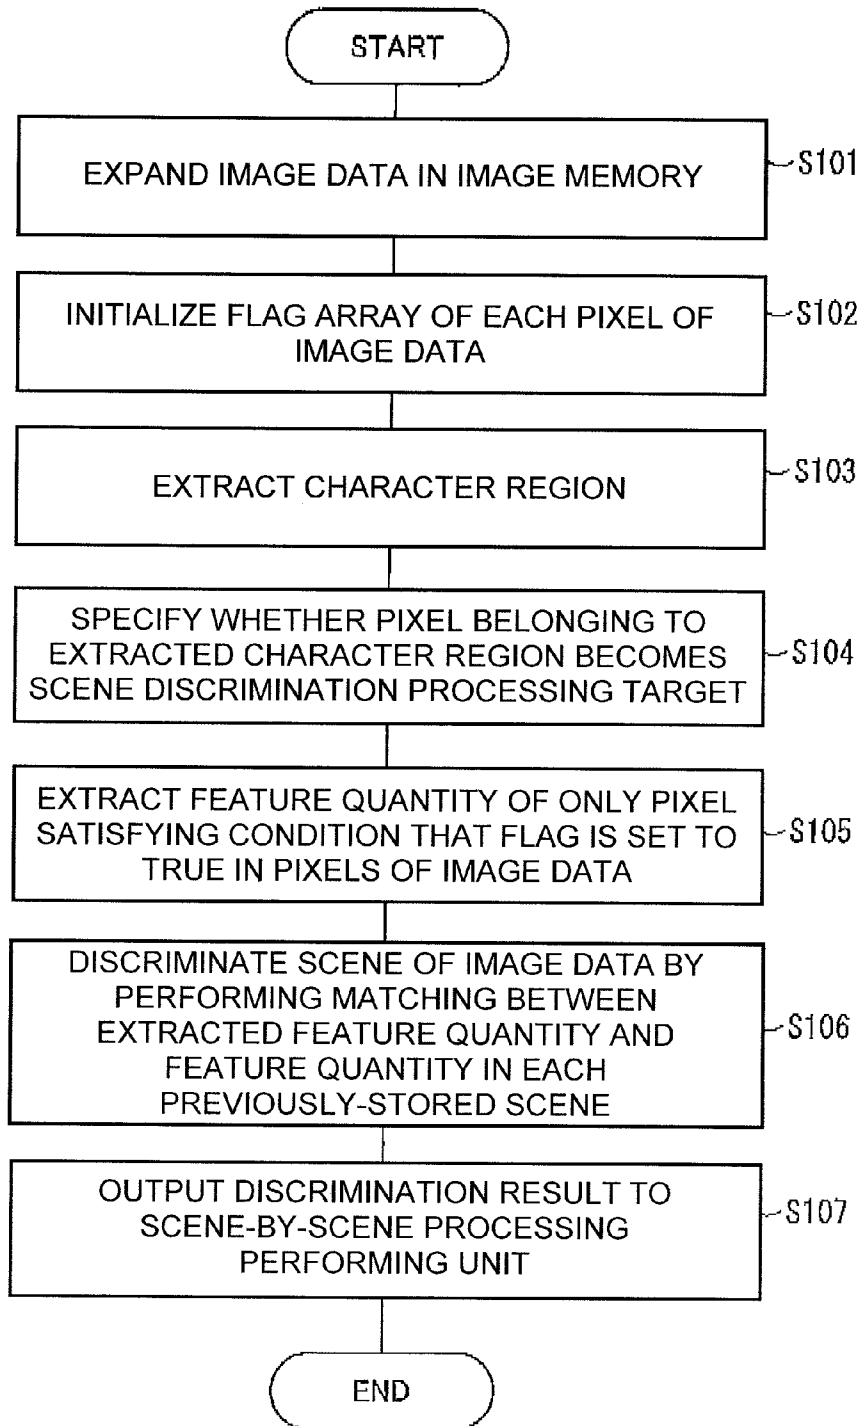 START
EXPAND IMAGE DATA IN IMAGE MEMORY
S101
INITIALIZE FLAG ARRAY OF EACH PIXEL OF
IMAGE DATA
S102
EXTRACT CHARACTER REGION
S103
SPECIFY WHETHER PIXEL BELONGING TO
EXTRACTED CHARACTER REGION BECOMES
SCENE DISCRIMINATION PROCESSING TARGET
S104
EXTRACT FEATURE QUANTITY OF ONLY PIXEL
SATISFYING CONDITION THAT FLAG IS SET TO
TRUE IN PIXELS OF IMAGE DATA
S105
DISCRIMINATE SCENE OF IMAGE DATA BY
PERFORMING MATCHING BETWEEN
EXTRACTED FEATURE QUANTITY AND
FEATURE QUANTITY IN EACH
PREVIOUSLY-STORED SCENE
S106
OUTPUT DISCRIMINATION RESULT TO
SCENE-BY-SCENE PROCESSING
PERFORMING UNIT
S107
END